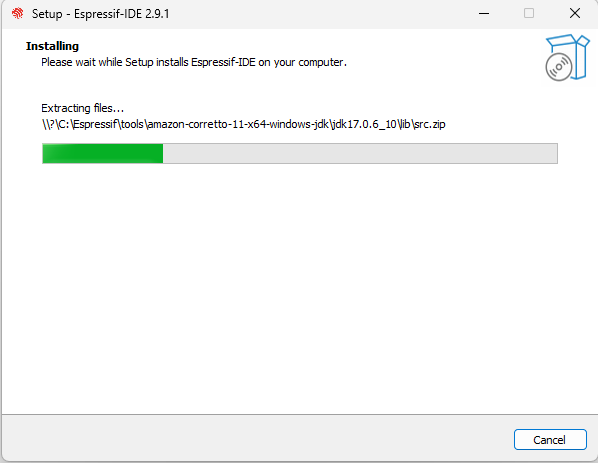 Setup - Espressif-IDE 2.9.1
Installing
Please wait while Setup installs Espressif-IDE on your computer.
Extracting files...
\\?\C:\Espressif\tools\amazon-corretto-11-x64-windows-jdk\jdk17.0.6_10\lib\src.zip
Cancel